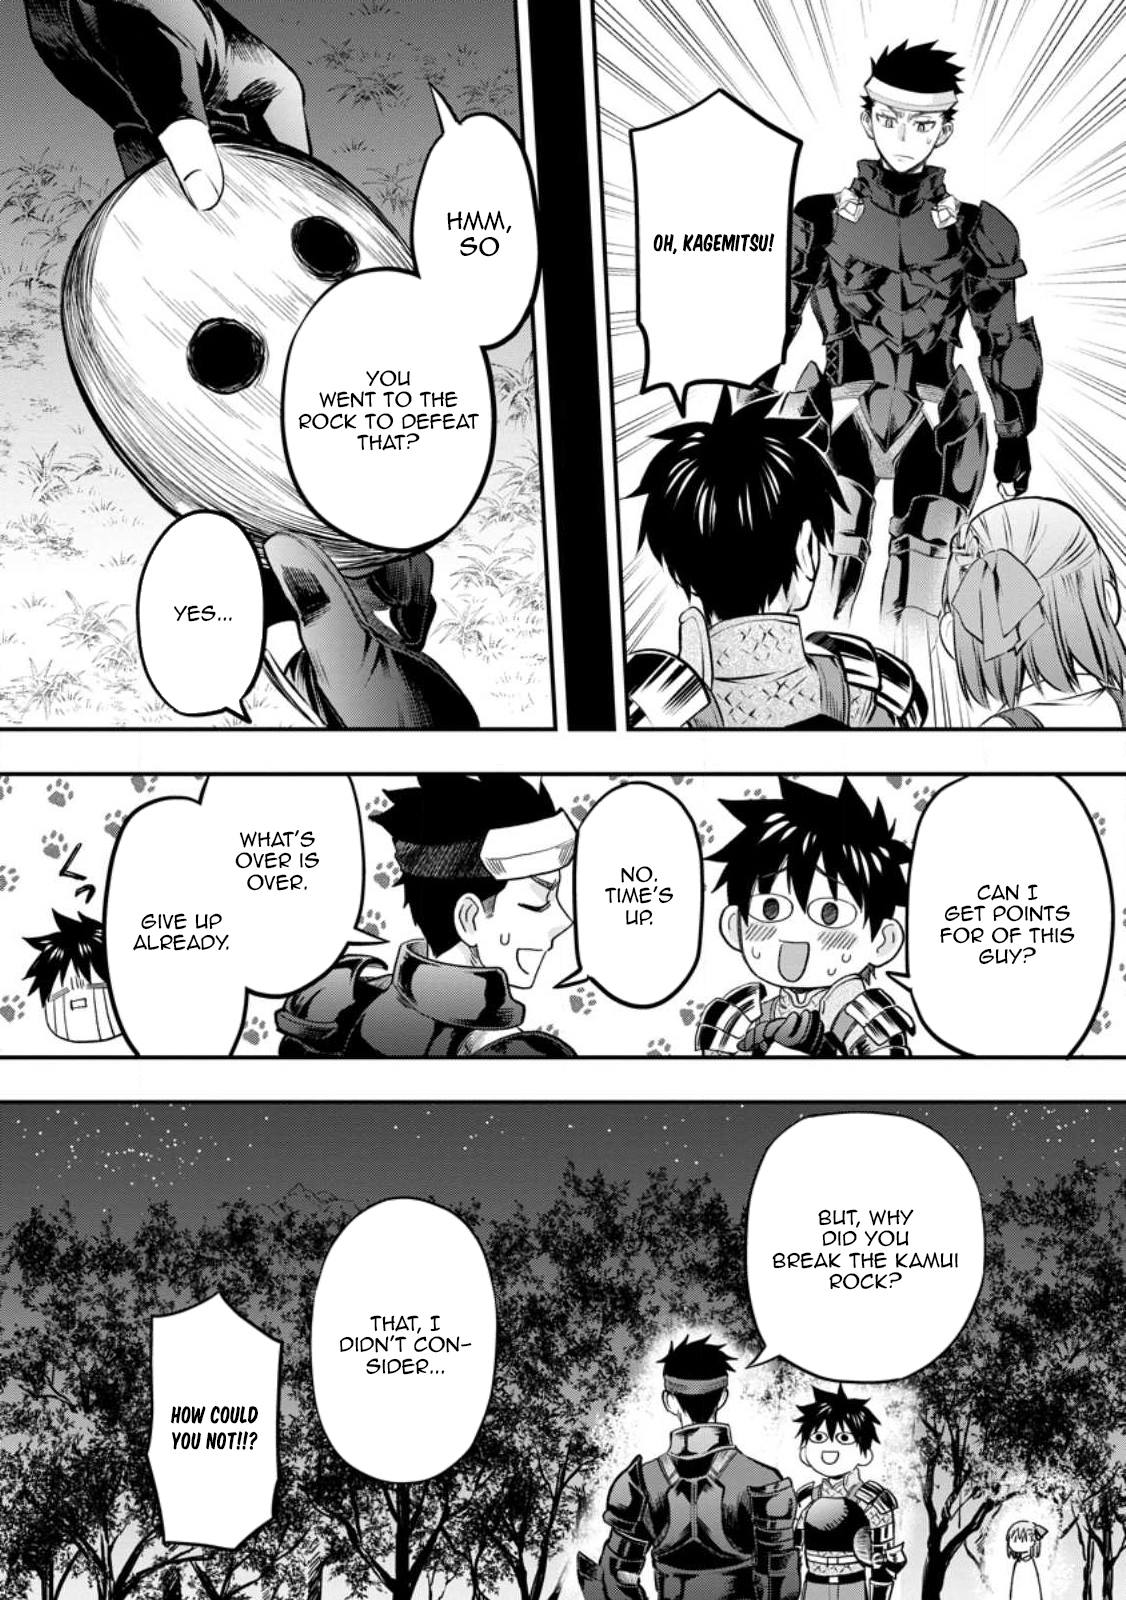 OH, KAGEMITSU!
HMM,
SO
YOU
WENT TO THE
ROCK TO DEFEAT
THAT?
YES...
CAN I
GET POINTS
FOR OF THIS
GUY?
NO.
TIME'S
UP.
WHAT'S
OVER IS
OVER.
GIVE UP
ALREADY.
BUT, WHY
DID YOU
BREAK THE KAMUI
ROCK?
THAT, I
DIDN'T CON-
SIDER...
HOW COULD
YOU NOT!!?